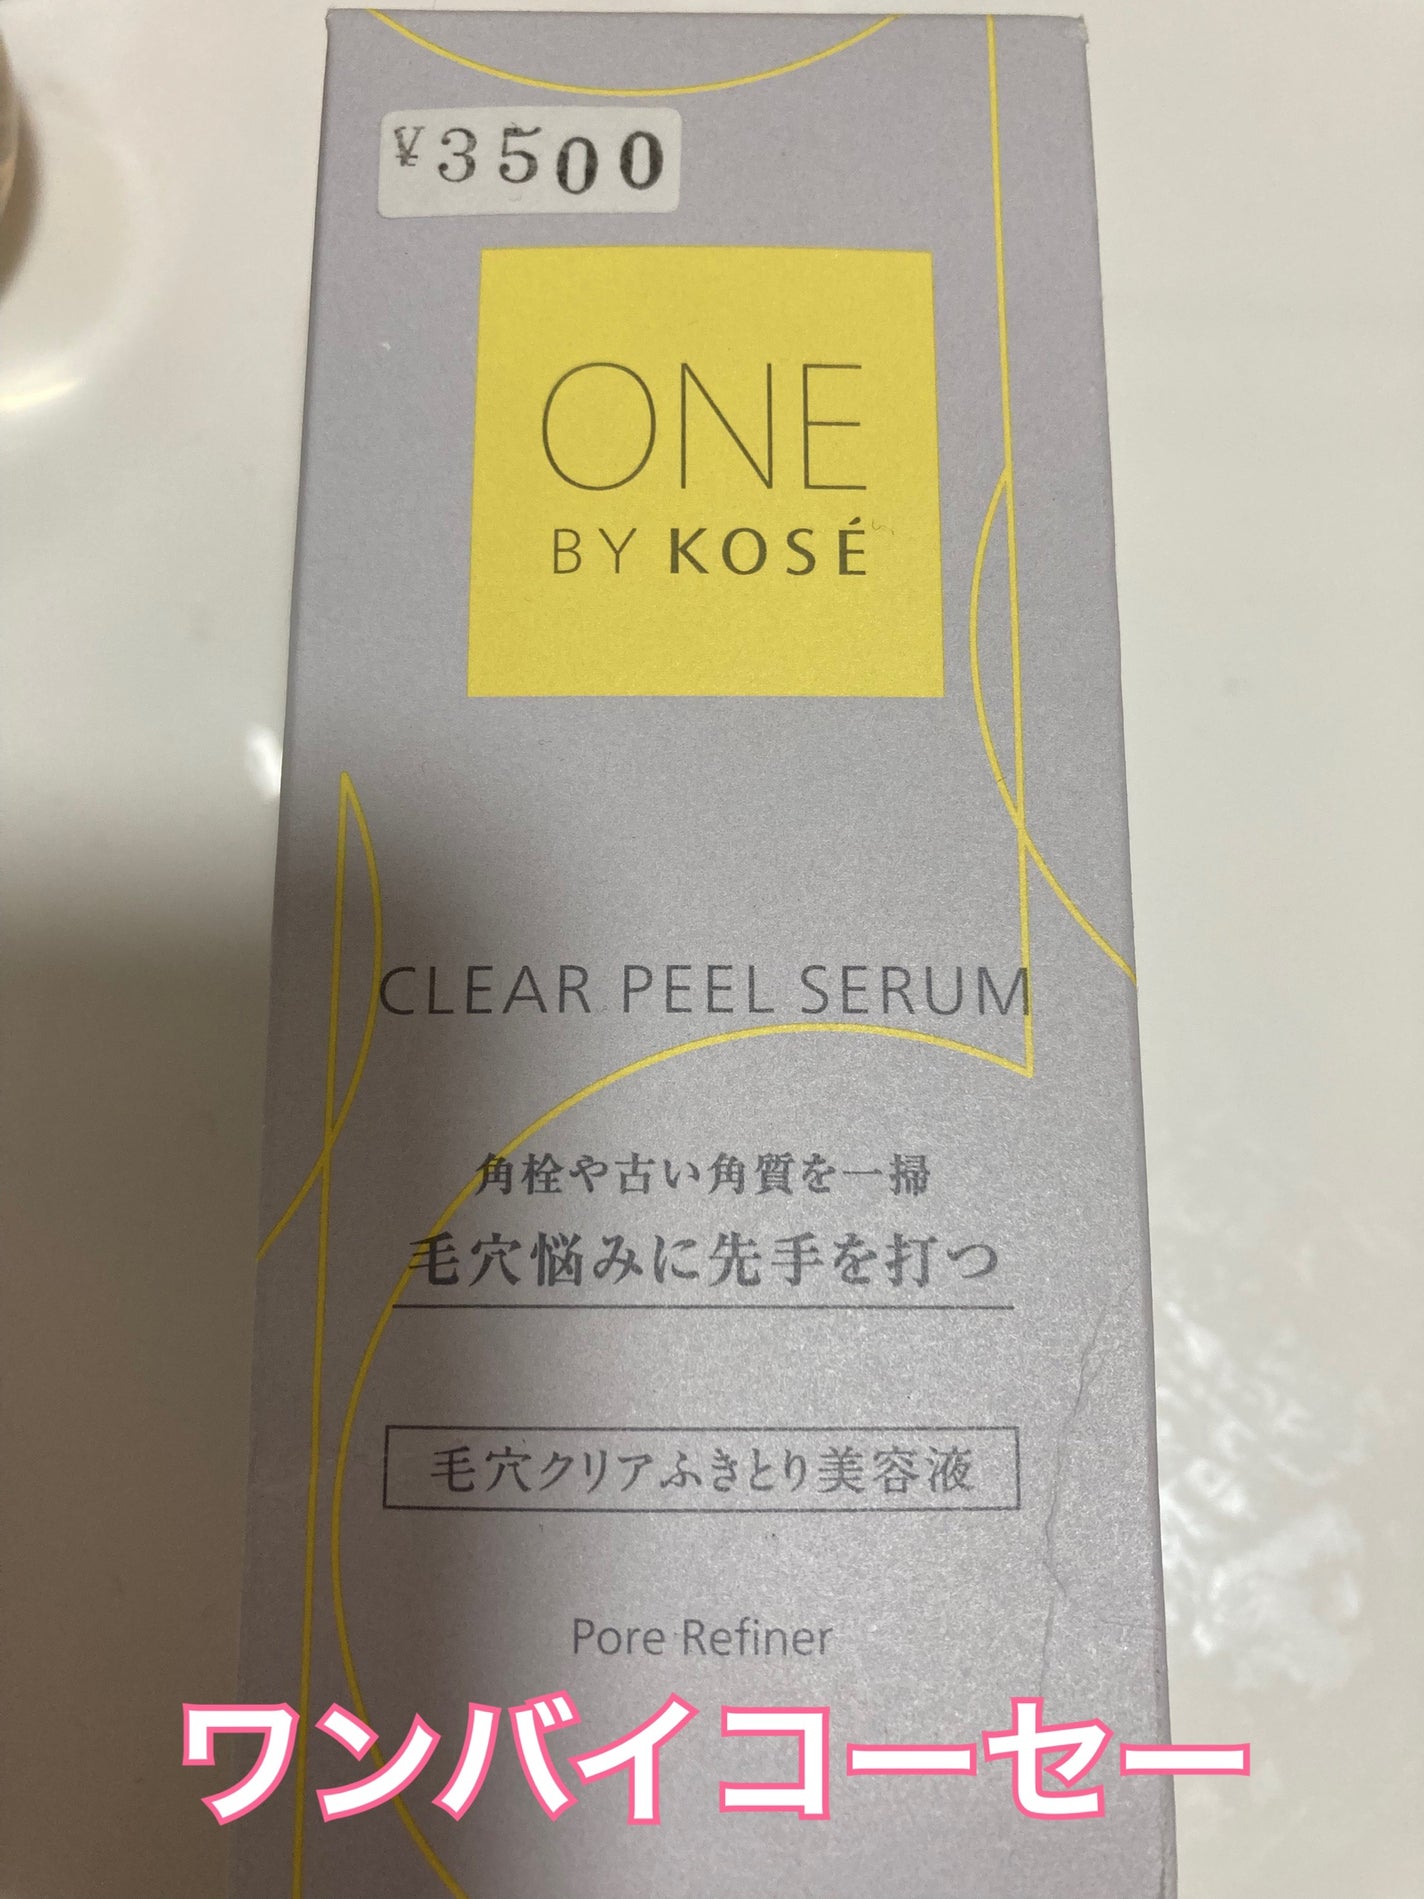 ¥3500
ONE
BY KOSÉ
CLEAR PEEL SERUM
角栓や古い角質を一掃
毛穴悩みに先手を打つ
毛穴クリアふきとり美容液
Pore Refiner
ワンバイコーセー